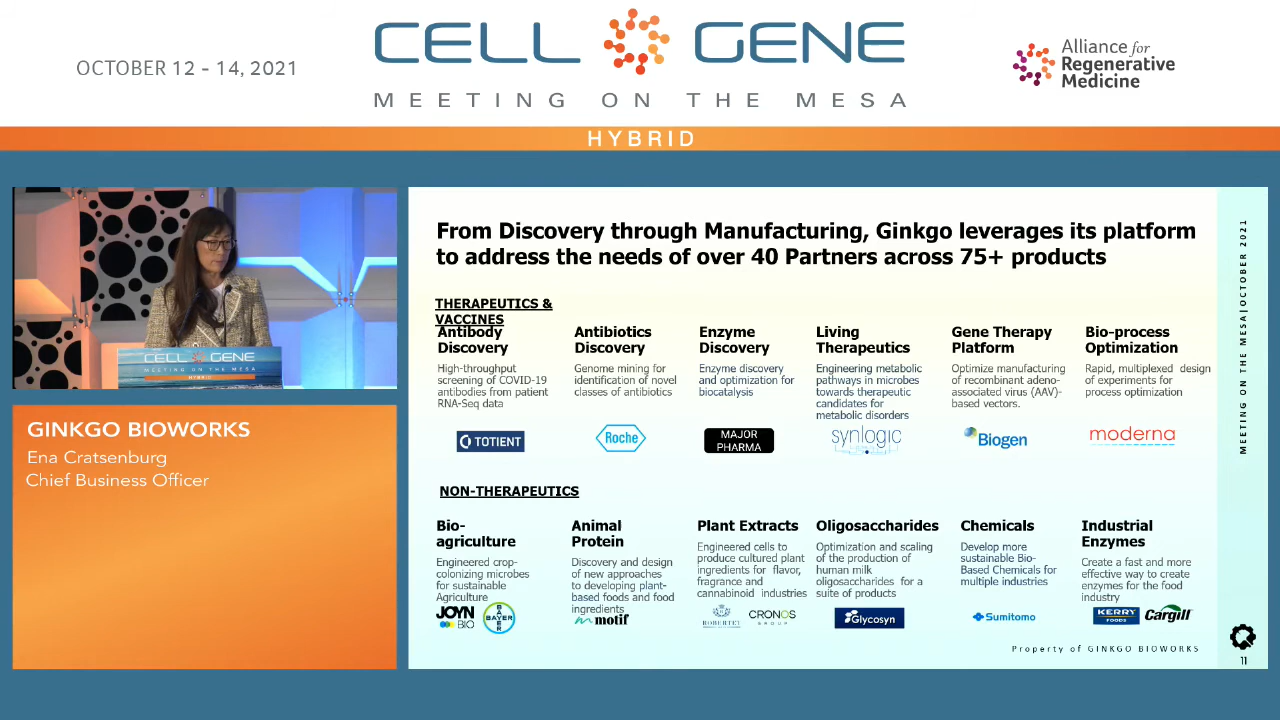 OCTOBER 12 - 14, 2021
CELL GENE
MEETING ON THE MESA
Alliance for
Regenerative
Medicine
HYBRID
CELL GENE
MEETING ON THE MESA
HYBRID
GINKGO BIOWORKS
Ena Cratsenburg
Chief Business Officer
From Discovery through Manufacturing, Ginkgo leverages its platform
to address the needs of over 40 Partners across 75+ products
THERAPEUTICS &
VACCINES
Antibody
Discovery
High-throughput
screening of COVID-19
antibodies from patient
RNA-Seq data
TOTIENT
Antibiotics
Discovery
Genome mining for
identification of novel
classes of antibiotics
Roche
Enzyme
Discovery
Enzyme discovery
and optimization for
biocatalysis
MAJOR
PHARMA
Living
Therapeutics
Engineering metabolic
pathways in microbes
towards therapeutic
candidates for
metabolic disorders
synlogic
Gene Therapy
Platform
Optimize manufacturing
of recombinant adeno-
associated virus (AAV)-
based vectors.
Biogen
Bio-process
Optimization
Rapid, multiplexed design
of experiments for
process optimization
moderna
NON-THERAPEUTICS
Bio-
agriculture
Engineered crop-
colonizing microbes
for sustainable
Agriculture
JOYN
BIO
BAYER
BAYER
Animal
Protein
Discovery and design
of new approaches
to developing plant-
based foods and food
ingredients
motif
Plant Extracts
Engineered cells to
produce cultured plant
ingredients for flavor,
fragrance and
cannabinoid industries
ROBERTET
CRONOS
GROUP
Oligosaccharides
Optimization and scaling
of the production of
human milk
oligosaccharides for a
suite of products
Glycosyn
Chemicals
Develop more
sustainable Bio-
Based Chemicals for
multiple industries
Sumitomo
Industrial
Enzymes
Create a fast and more
effective way to create
enzymes for the food
industry
KERRY
FOODS
Cargill
Property of GINKGO BIOWORKS
MEETING ON THE MESA|OCTOBER 2021
11